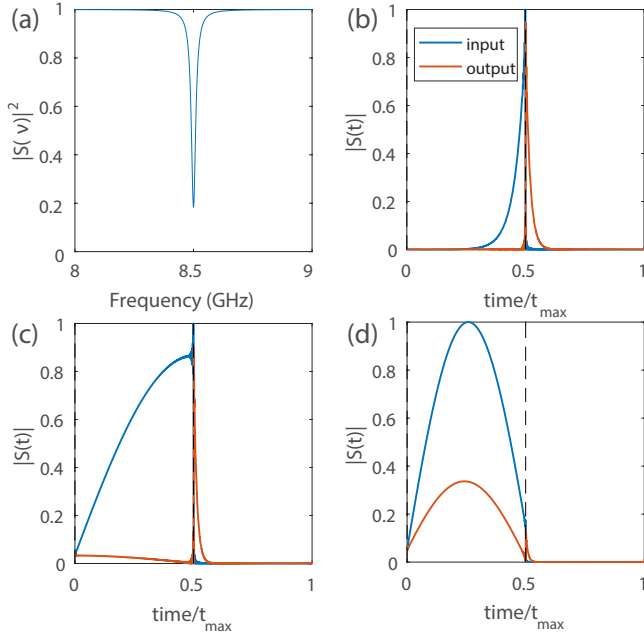 (a)
|S( ν)|²
1
0.8
0.6
0.4
0.2
0
8
8.5
9
Frequency (GHz)
(b)
|S(t)|
1
0.8
0.6
0.4
0.2
0
0
0.5
1
time/t_max
input
output
(c)
|S(t)|
1
0.8
0.6
0.4
0.2
0
0
0.5
1
time/t_max
(d)
|S(t)|
1
0.8
0.6
0.4
0.2
0
0
0.5
1
time/t_max